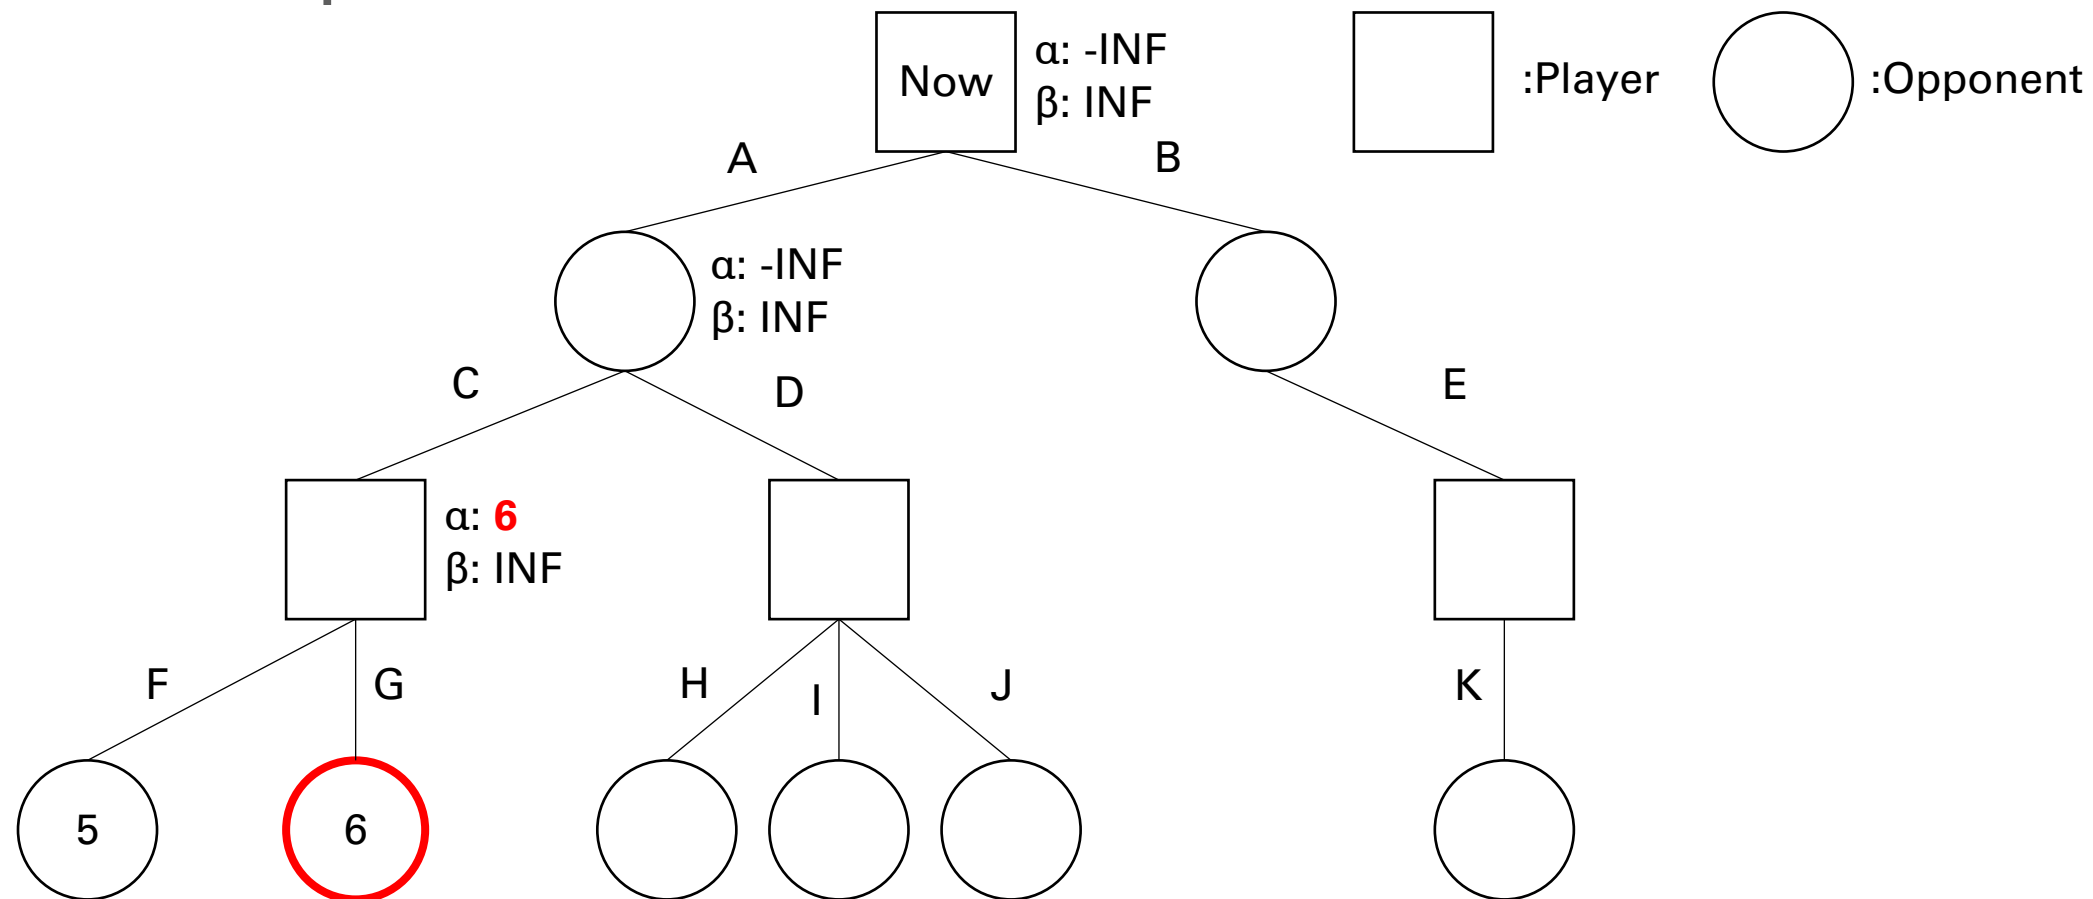 Now
α: -INF
β: INF
:Player
:Opponent
A
B
α: -INF
β: INF
C
D
E
α: 6
β: INF
F
G
H
I
J
K
5
6